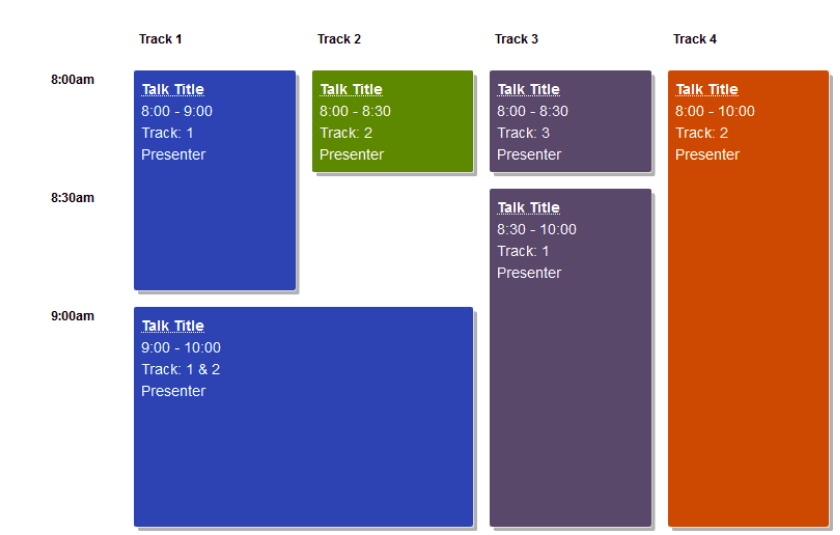 Track 1
Track 2
Track 3
Track 4
8:00am
Talk Title
8:00 - 9:00
Track: 1
Presenter
Talk Title
8:00 - 8:30
Track: 2
Presenter
Talk Title
8:00 - 8:30
Track: 3
Presenter
Talk Title
8:00 - 10:00
Track: 2
Presenter
8:30am
Talk Title
8:30 - 10:00
Track: 1
Presenter
9:00am
Talk Title
9:00 - 10:00
Track: 1 & 2
Presenter